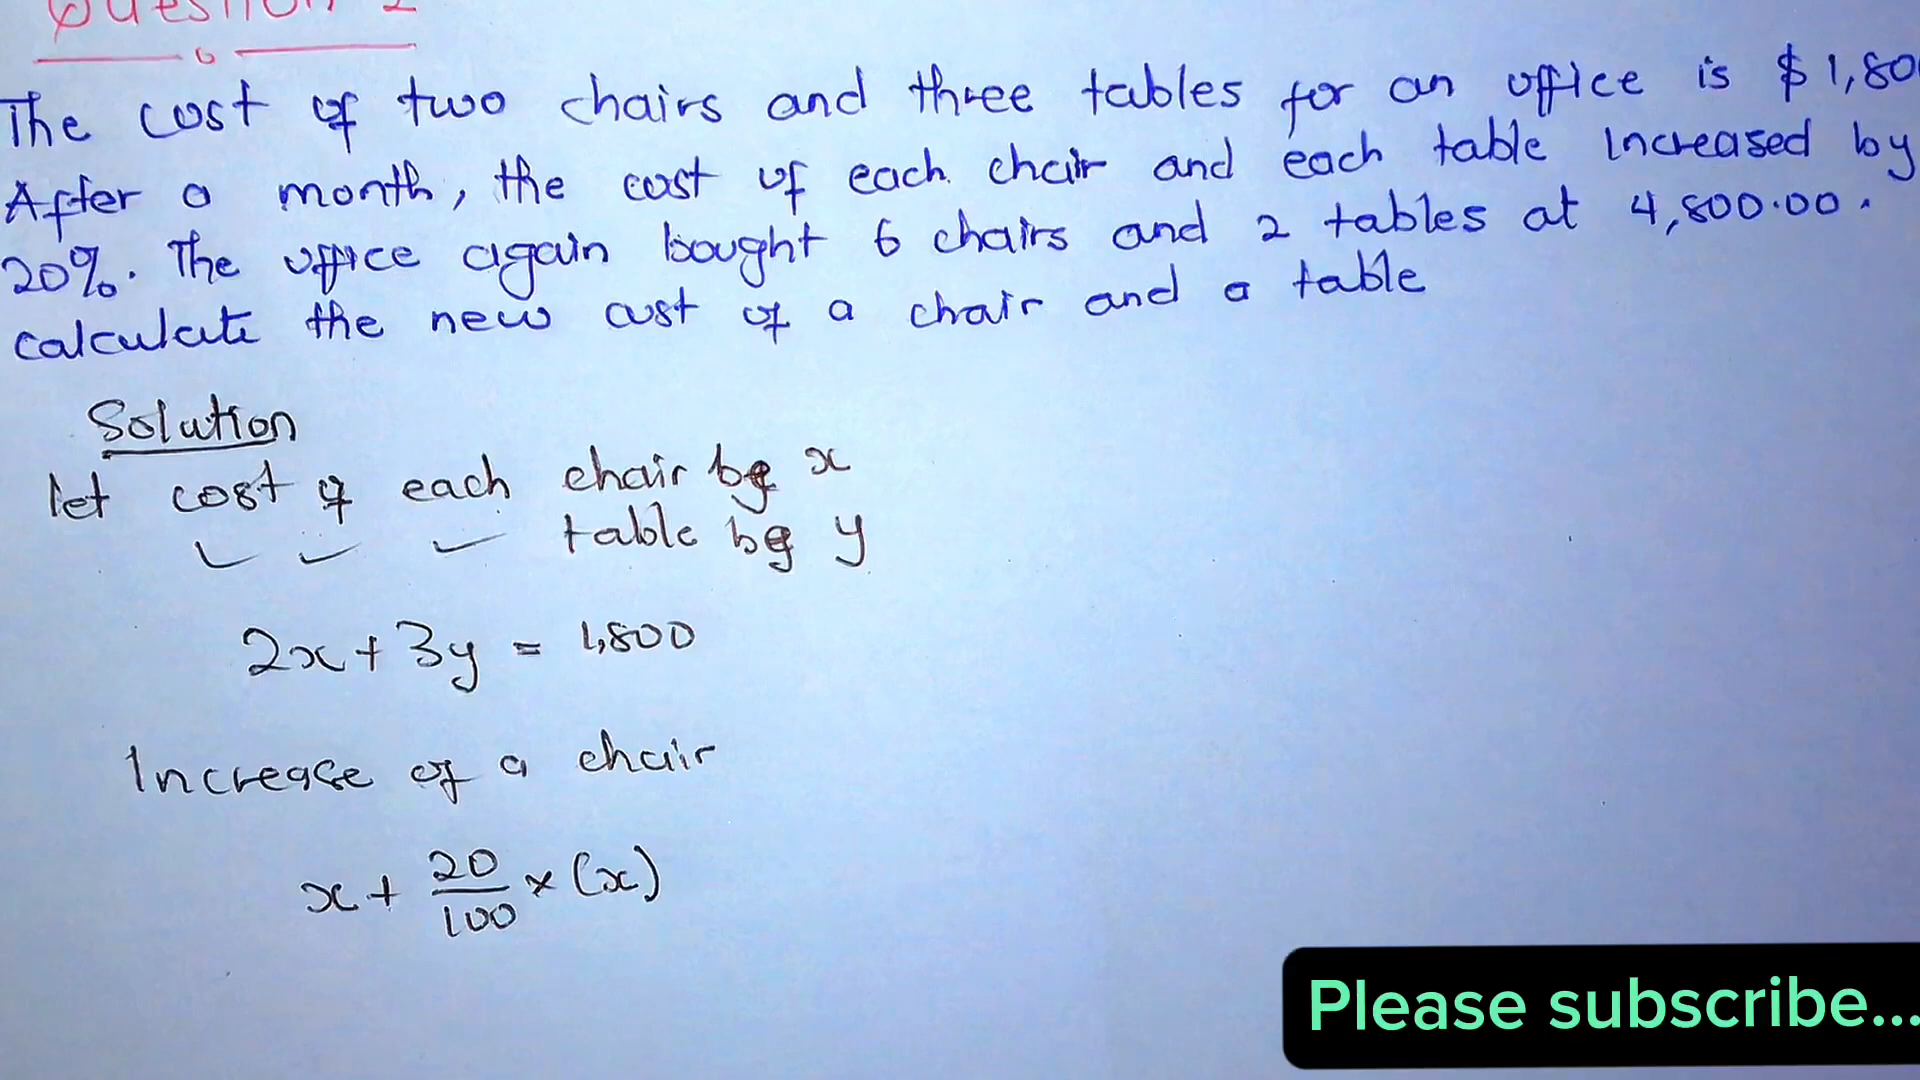 Question 2
The cost of two chairs and three tables for an office is $1,80
After a month, the cost of each chair and each table increased by
20%. The office again bought 6 chairs and 2 tables at 4,800.00.
calculate the new cost of a chair and a table
Solution
let cost of each chair be x
table be y
2x + 3y = 1,800
Increase of a chair
x + 20/100 × (x)
Please subscribe...